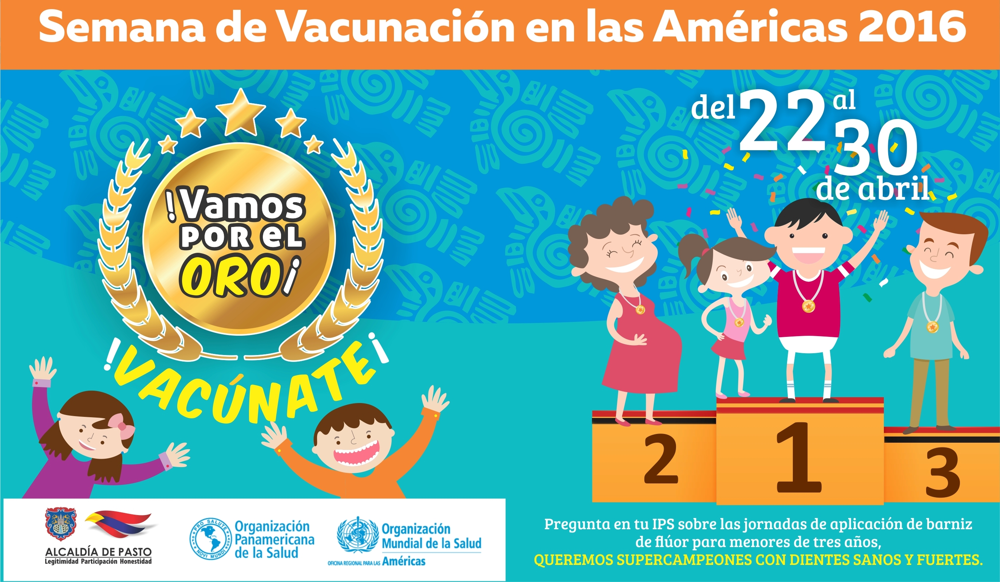 Semana de Vacunación en las Américas 2016
del 22 al
30
de abril
!Vamos
POR eL
ORO¡
!VACÚNATE¡
2
1
3
ALCALDÍA DE PASTO
Legitimidad Participación Honestidad
PRO SALUTE
NOVI MUNDI
Organización
Panamericana
de la Salud
Organización
Mundial de la Salud
OFICINA REGIONAL PARA LAS Américas
Pregunta en tu IPS sobre las jornadas de aplicación de barniz
de flúor para menores de tres años,
QUEREMOS SUPERCAMPEONES CON DIENTES SANOS Y FUERTES.